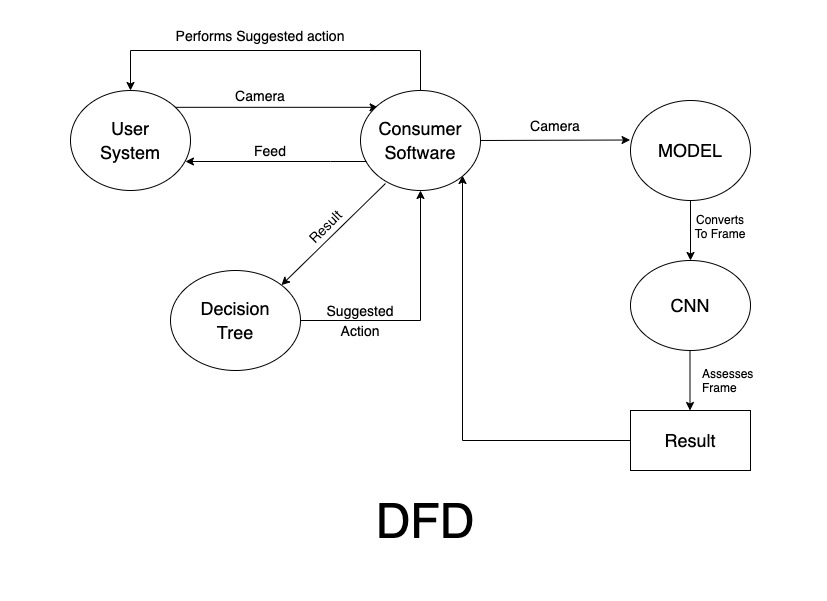 Performs Suggested action
User
System
Camera
Feed
Consumer
Software
Camera
MODEL
Converts
To Frame
Result
Decision
Tree
Suggested
Action
CNN
Assesses
Frame
Result
DFD